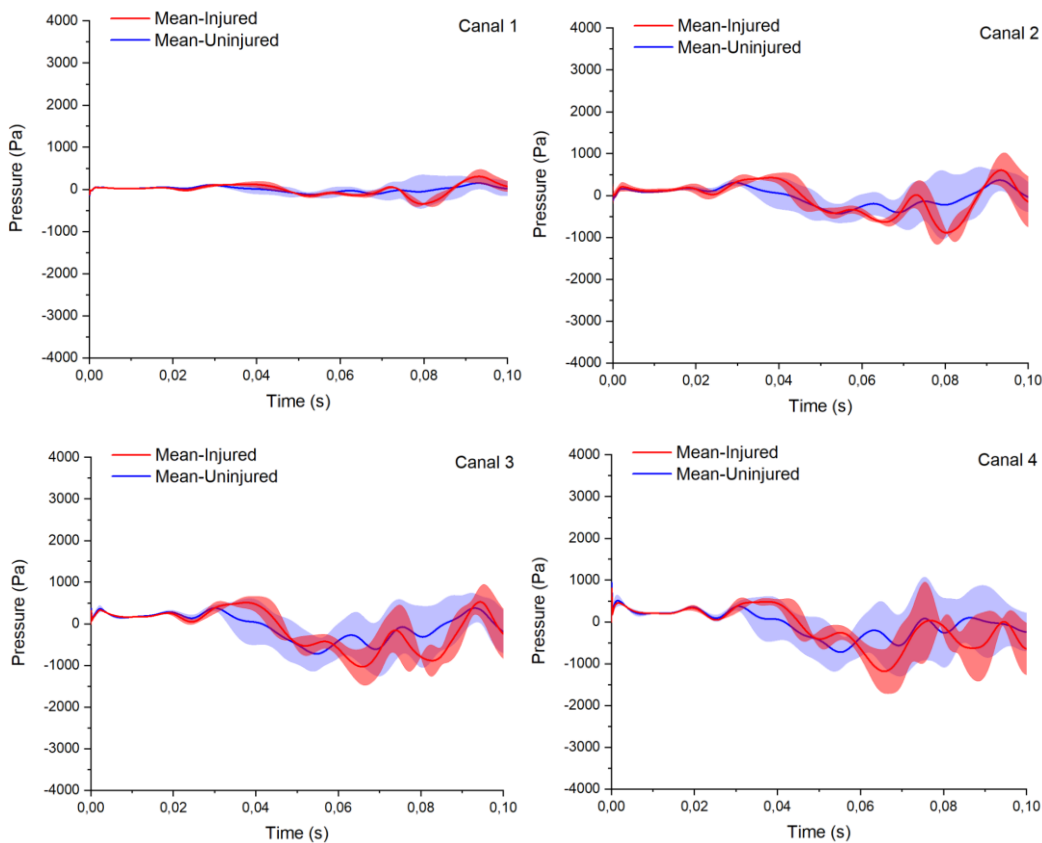 Mean-Injured
Mean-Uninjured
Canal 1
4000
3000
2000
1000
0
-1000
-2000
-3000
-4000
Pressure (Pa)
0,00 0,02 0,04 0,06 0,08 0,10
Time (s)
Mean-Injured
Mean-Uninjured
Canal 2
4000
3000
2000
1000
0
-1000
-2000
-3000
-4000
Pressure (Pa)
0,00 0,02 0,04 0,06 0,08 0,10
Time (s)
Mean-Injured
Mean-Uninjured
Canal 3
4000
3000
2000
1000
0
-1000
-2000
-3000
-4000
Pressure (Pa)
0,00 0,02 0,04 0,06 0,08 0,10
Time (s)
Mean-Injured
Mean-Uninjured
Canal 4
4000
3000
2000
1000
0
-1000
-2000
-3000
-4000
Pressure (Pa)
0,00 0,02 0,04 0,06 0,08 0,10
Time (s)